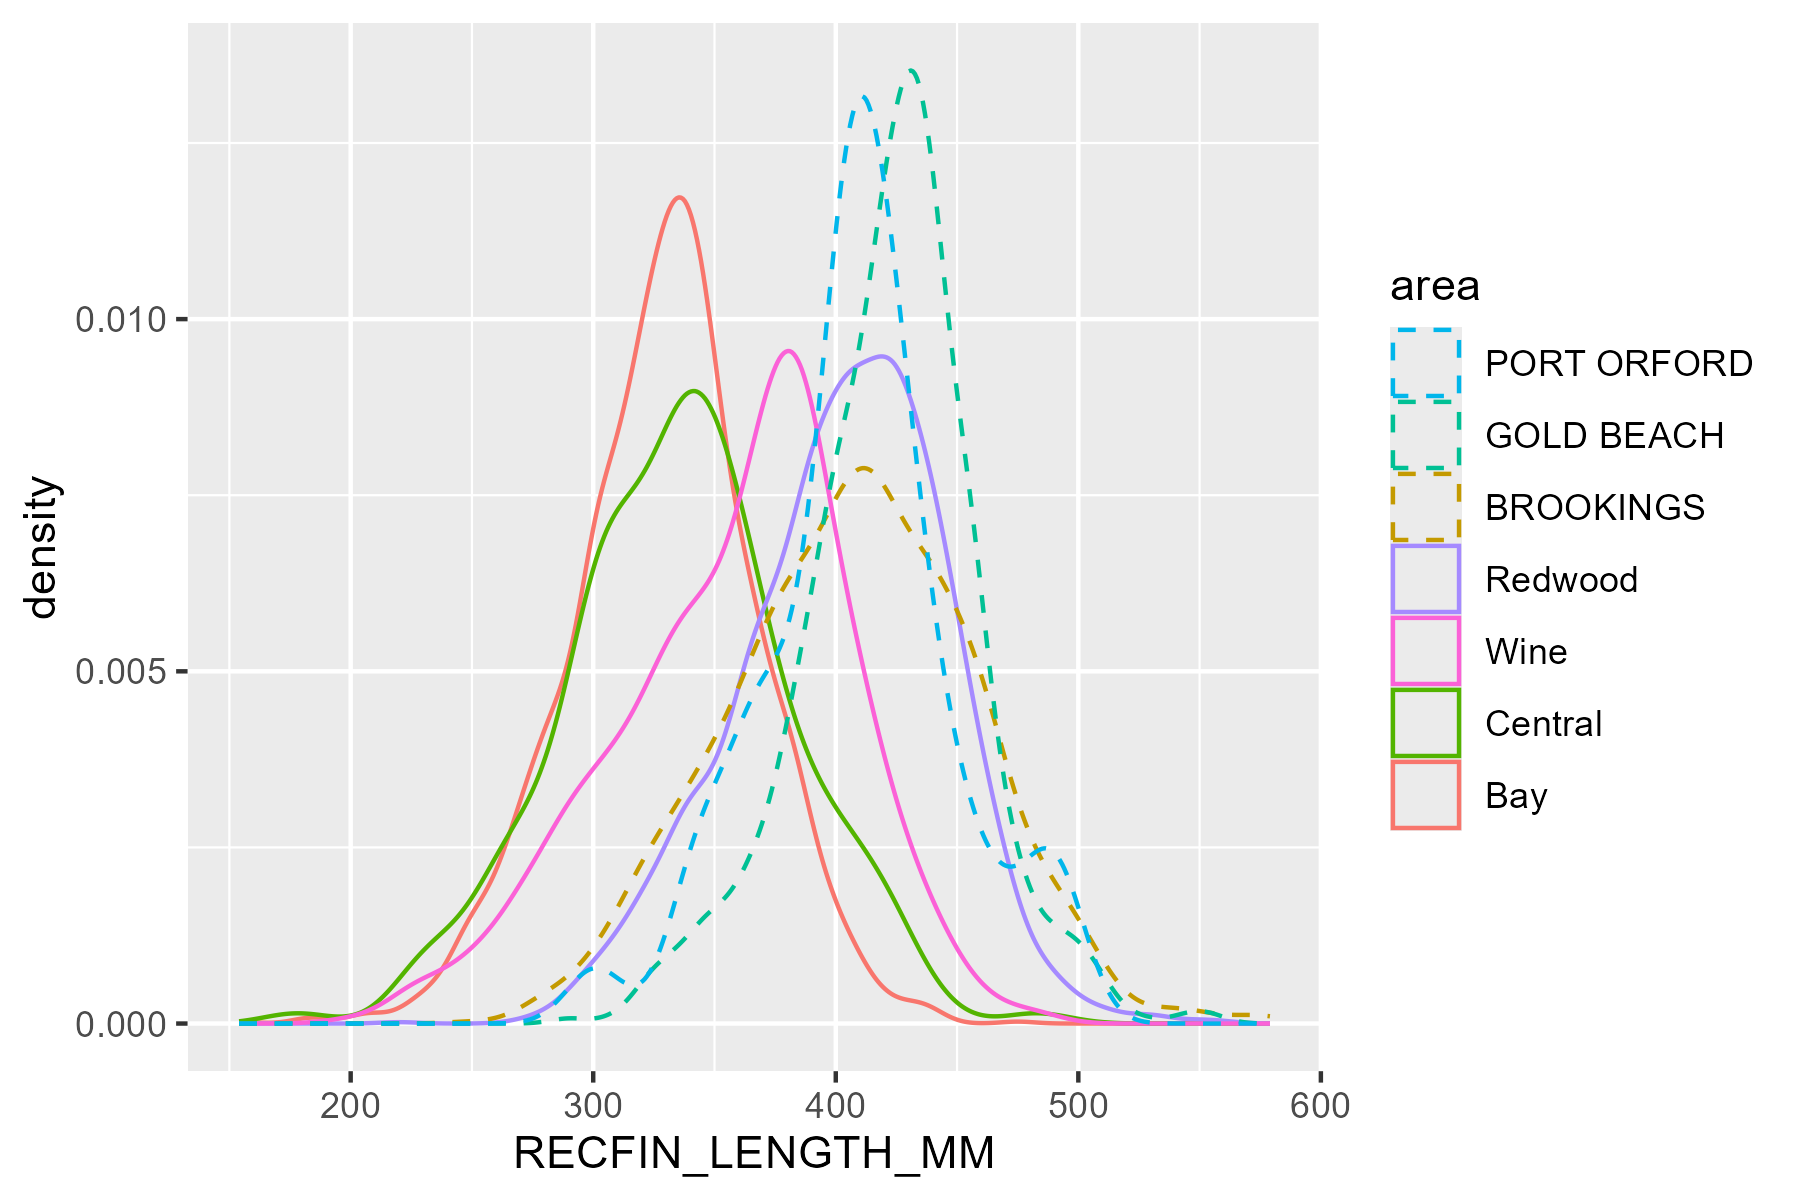 density
0.010
0.005
0.000
200 300 400 500 600
RECFIN_LENGTH_MM
area
PORT ORFORD
GOLD BEACH
BROOKINGS
Redwood
Wine
Central
Bay